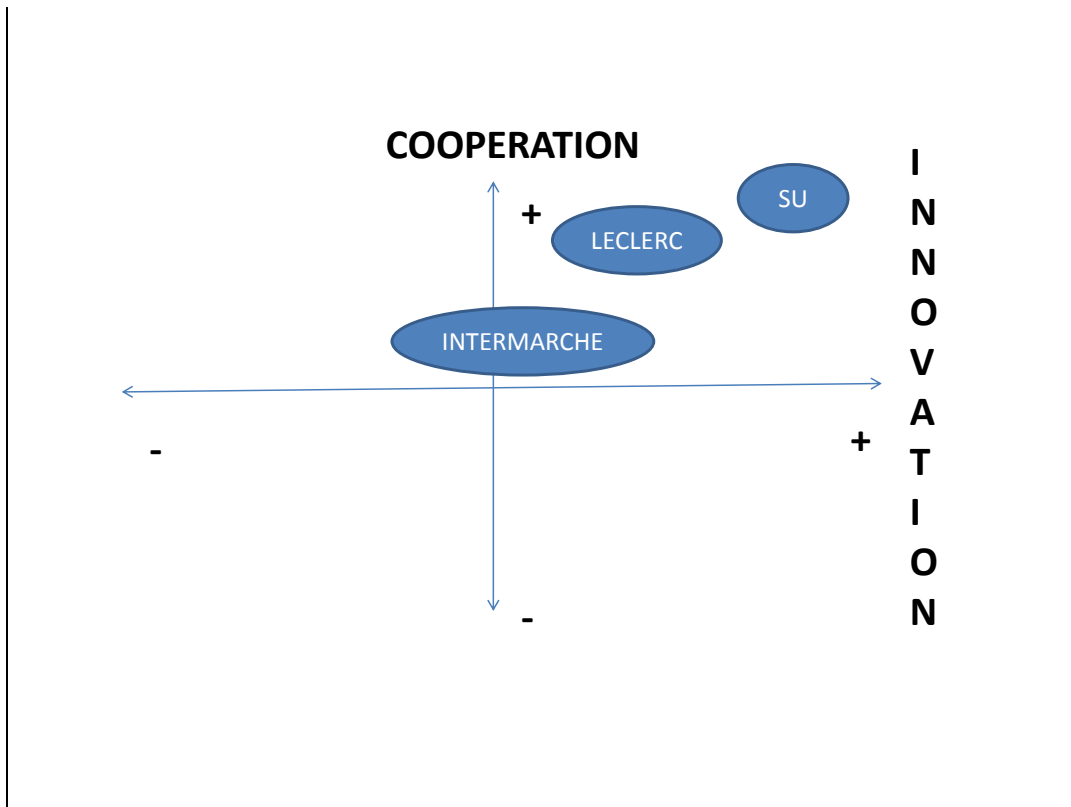 COOPERATION
SU
+
LECLERC
INTERMARCHE
-
+
-
I
N
N
O
V
A
T
I
O
N